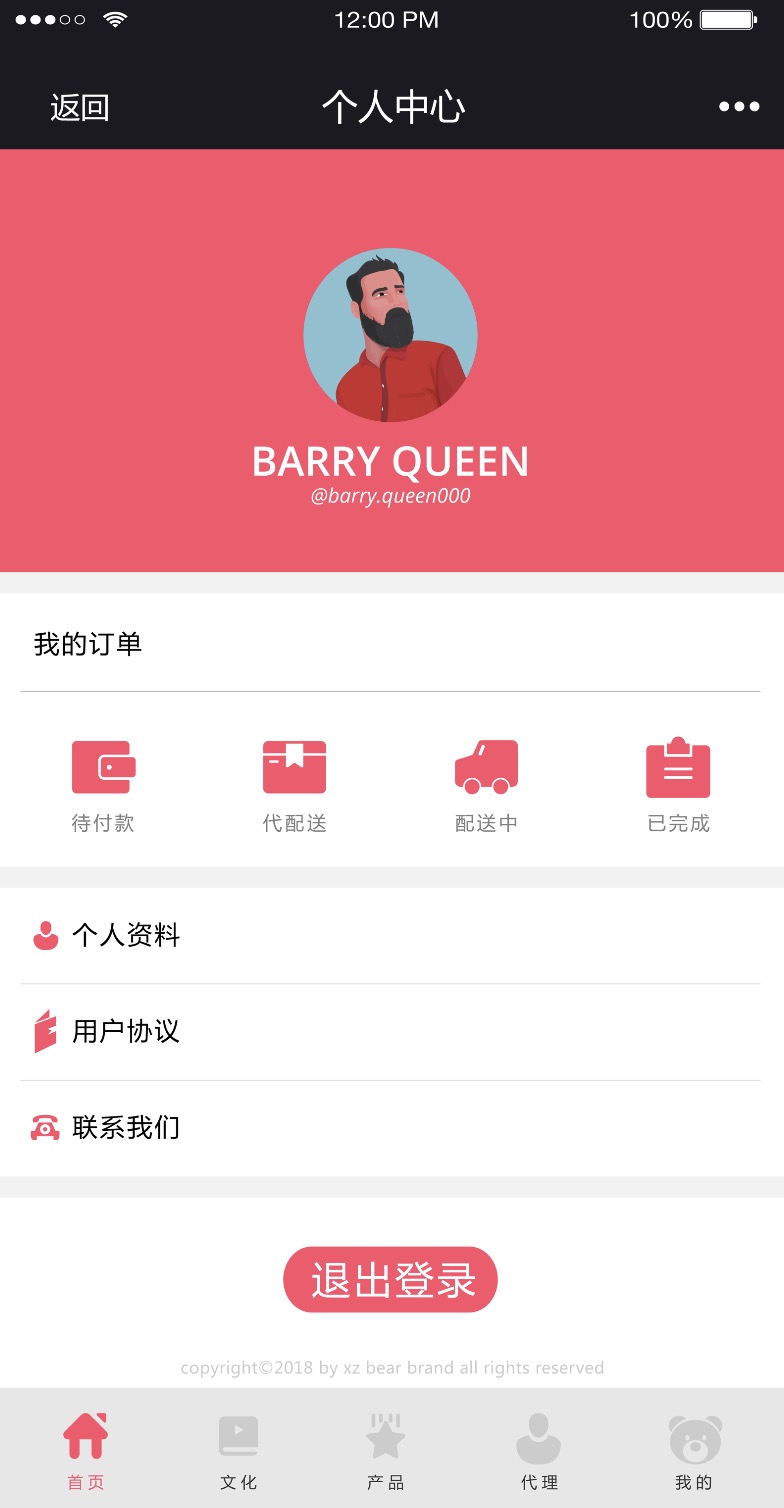 12:00 PM 100%
返回 个人中心
BARRY QUEEN
@barry.queen000
我的订单
待付款 代配送 配送中 已完成
个人资料
用户协议
联系我们
退出登录
copyright©2018 by xz bear brand all rights reserved
首页 文化 产品 代理 我的